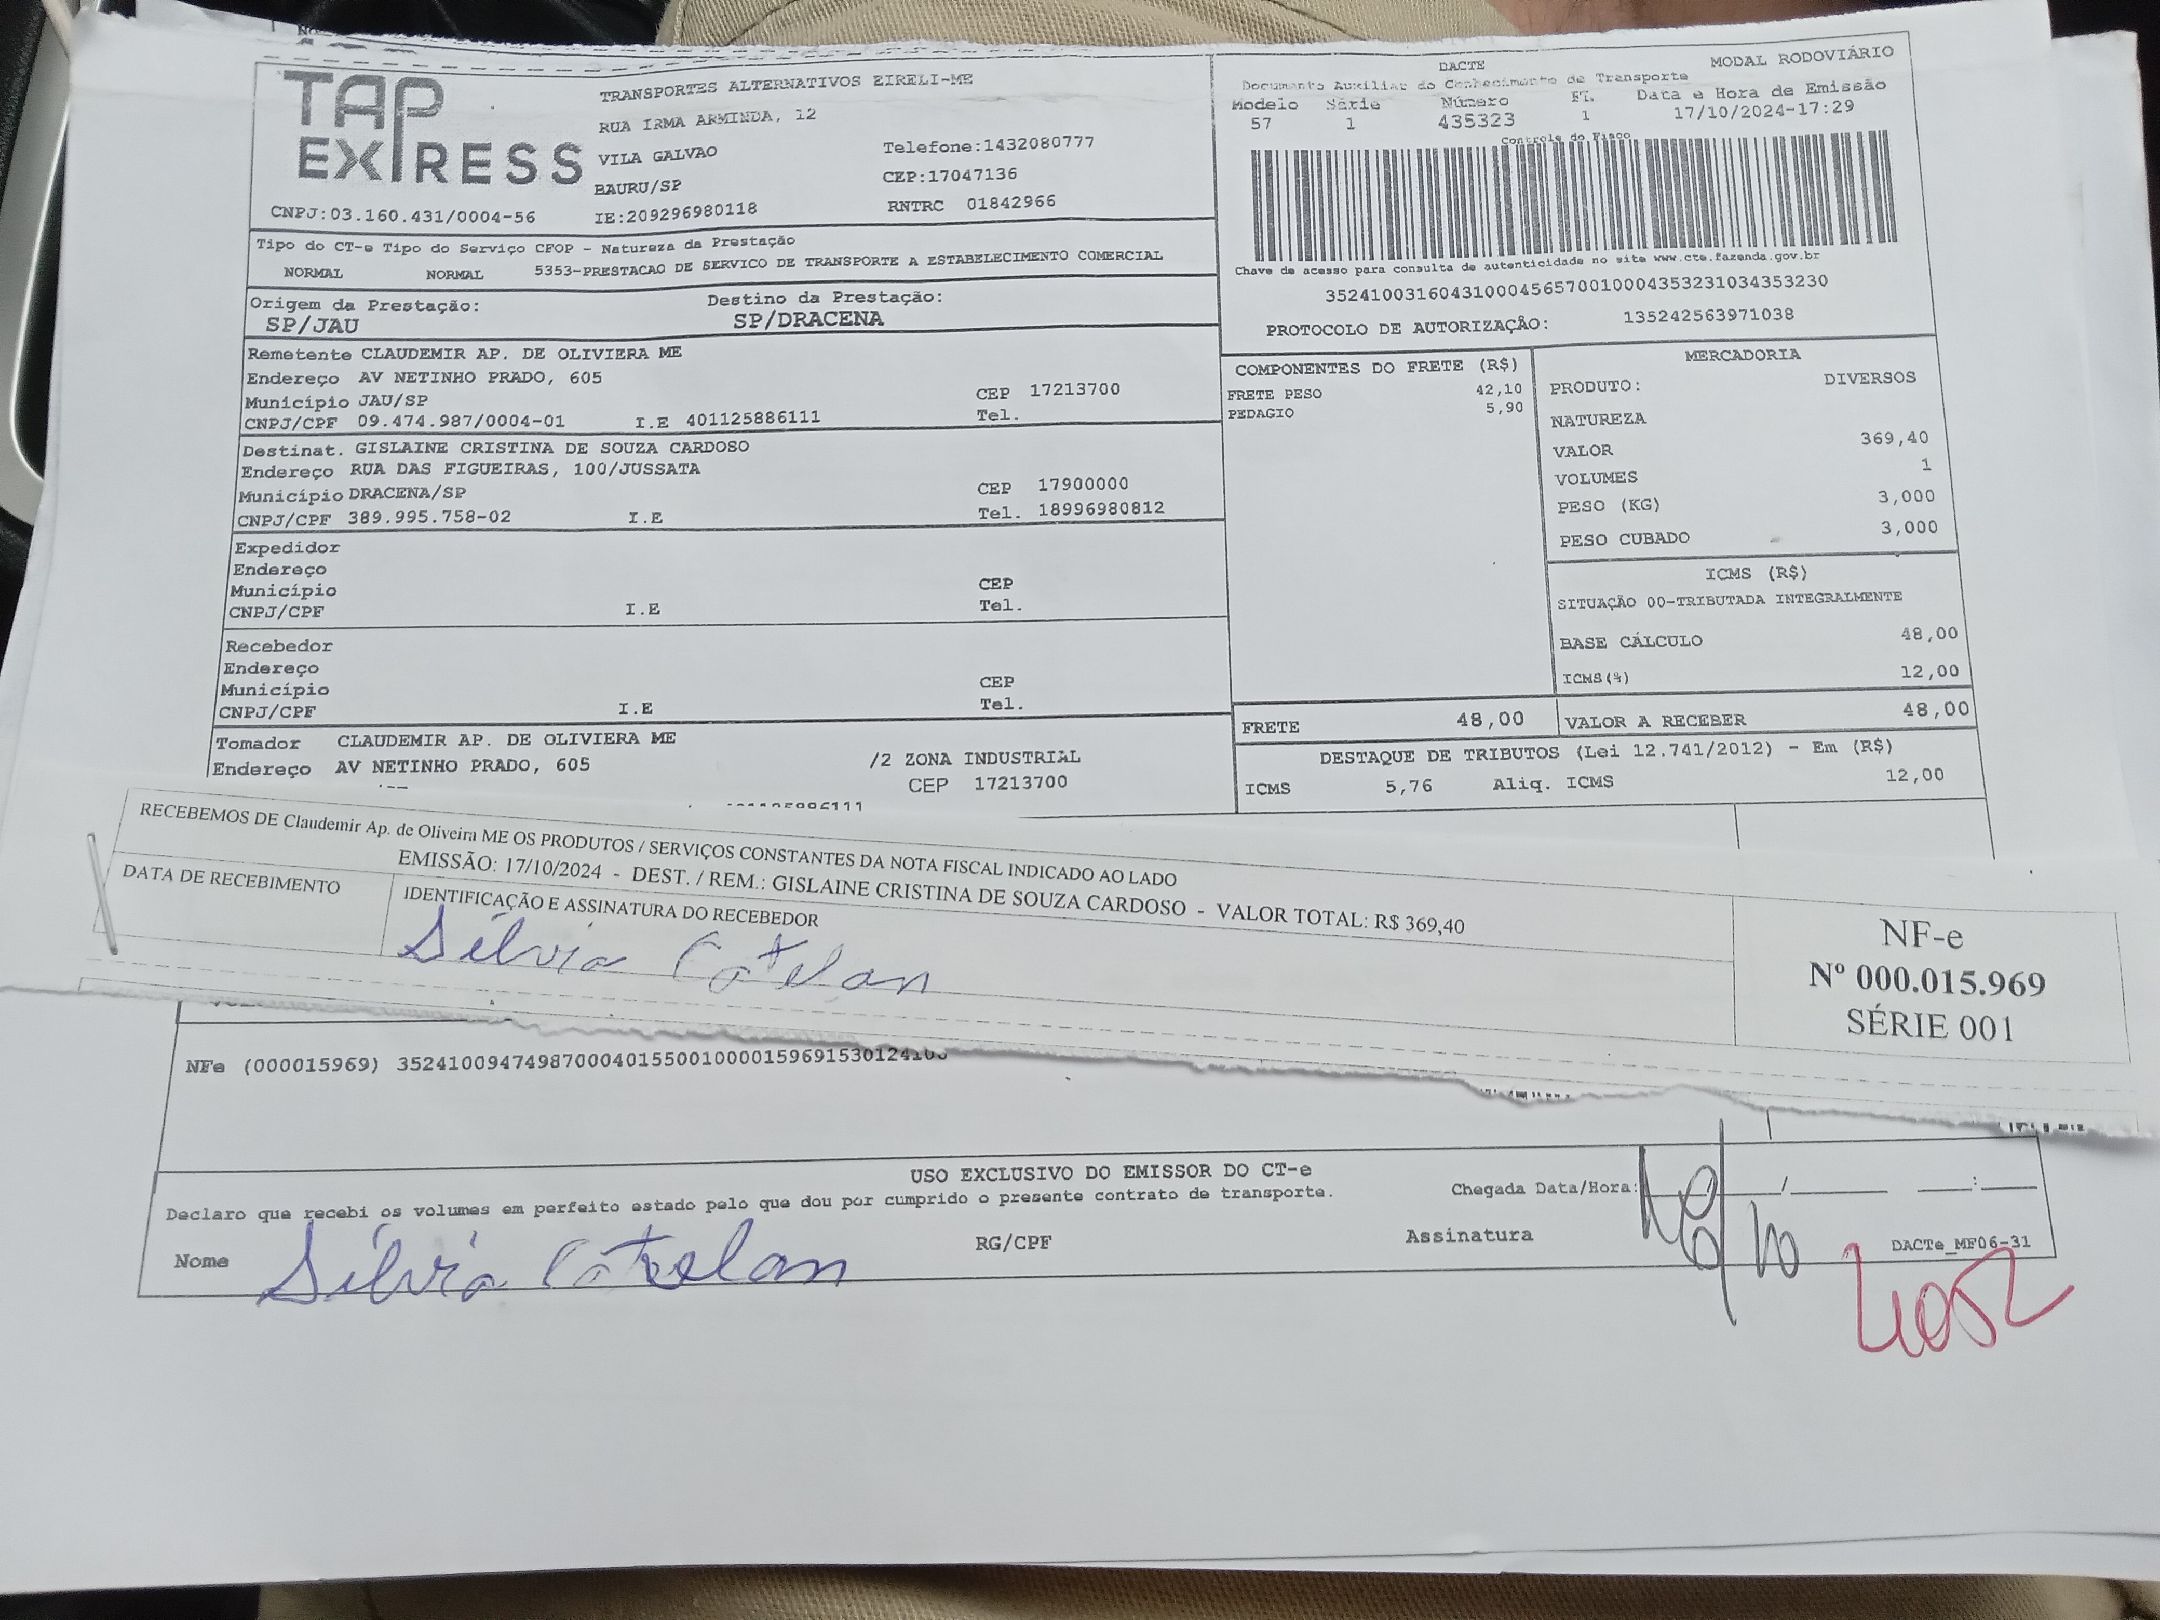 TAP EXPRESS
TRANSPORTES ALTERNATIVOS EIRELI-ME
RUA IRMA ARMINDA, 12
VILA GALVAO Telefone:1432080777
BAURU/SP CEP:17047136
CNPJ:03.160.431/0004-56 IE:209296980118 RNTRC 01842966
DACTE MODAL RODOVIÁRIO
Documento Auxiliar do Conhecimento de Transporte
Modelo Série Número FL. Data e Hora de Emissão
57 1 435323 1 17/10/2024-17:29
Controle do Fisco
Chave de acesso para consulta de autenticidade no site www.cte.fazenda.gov.br
35241003160431000456570010004353231034353230
PROTOCOLO DE AUTORIZAÇÃO: 135242563971038
Tipo do CT-e Tipo do Serviço CFOP - Natureza da Prestação
NORMAL NORMAL 5353-PRESTACAO DE SERVICO DE TRANSPORTE A ESTABELECIMENTO COMERCIAL
Origem da Prestação: Destino da Prestação:
SP/JAU SP/DRACENA
Remetente CLAUDEMIR AP. DE OLIVIERA ME
Endereço AV NETINHO PRADO, 605
Município JAU/SP CEP 17213700
CNPJ/CPF 09.474.987/0004-01 I.E 401125886111 Tel.
Destinat. GISLAINE CRISTINA DE SOUZA CARDOSO
Endereço RUA DAS FIGUEIRAS, 100/JUSSATA
Município DRACENA/SP CEP 17900000
CNPJ/CPF 389.995.758-02 I.E Tel. 18996980812
Expedidor
Endereço
Município CEP
CNPJ/CPF I.E Tel.
Recebedor
Endereço
Município CEP
CNPJ/CPF I.E Tel.
Tomador CLAUDEMIR AP. DE OLIVIERA ME
Endereço AV NETINHO PRADO, 605 /2 ZONA INDUSTRIAL
CEP 17213700
COMPONENTES DO FRETE (R$)
FRETE PESO 42,10
PEDAGIO 5,90
MERCADORIA
PRODUTO: DIVERSOS
NATUREZA
VALOR 369,40
VOLUMES 1
PESO (KG) 3,000
PESO CUBADO 3,000
ICMS (R$)
SITUAÇÃO 00-TRIBUTADA INTEGRALMENTE
BASE CÁLCULO 48,00
ICMS(%) 12,00
FRETE 48,00 VALOR A RECEBER 48,00
DESTAQUE DE TRIBUTOS (Lei 12.741/2012) - Em (R$)
ICMS 5,76 Aliq. ICMS 12,00
RECEBEMOS DE Claudemir Ap. de Oliveira ME OS PRODUTOS / SERVIÇOS CONSTANTES DA NOTA FISCAL INDICADO AO LADO
EMISSÃO: 17/10/2024 - DEST. / REM.: GISLAINE CRISTINA DE SOUZA CARDOSO - VALOR TOTAL: R$ 369,40
DATA DE RECEBIMENTO IDENTIFICAÇÃO E ASSINATURA DO RECEBEDOR
Sílvia Catelan
NF-e
Nº 000.015.969
SÉRIE 001
NFe (000015969) 35241009474987000401550010000159691530124106
USO EXCLUSIVO DO EMISSOR DO CT-e
Declaro que recebi os volumes em perfeito estado pelo que dou por cumprido o presente contrato de transporte.
Chegada Data/Hora: / / :
Nome Sílvia Catelan RG/CPF Assinatura
DACTe_MF06-31